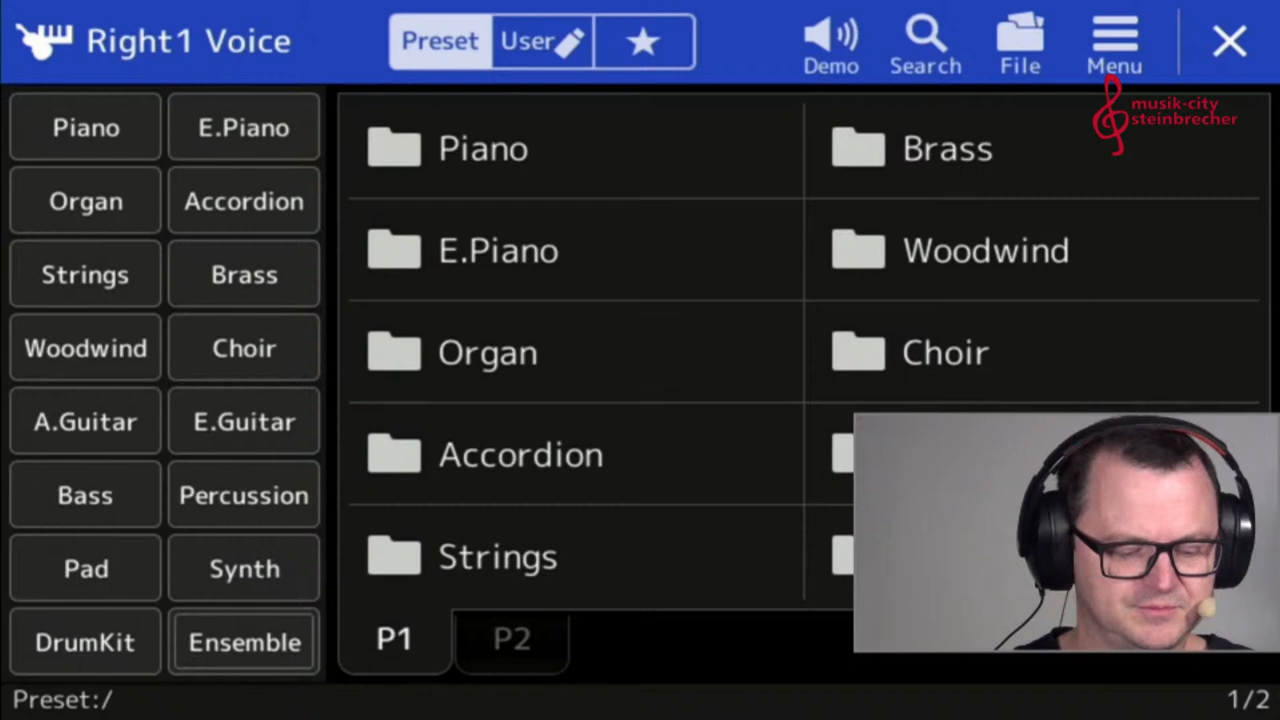 Right1 Voice
Preset
User
Demo
Search
File
Menu
musik-city
steinbrecher
Piano
E.Piano
Organ
Accordion
Strings
Brass
Woodwind
Choir
A.Guitar
E.Guitar
Bass
Percussion
Pad
Synth
DrumKit
Ensemble
Piano
Brass
E.Piano
Woodwind
Organ
Choir
Accordion
Strings
P1
P2
Preset:/
1/2